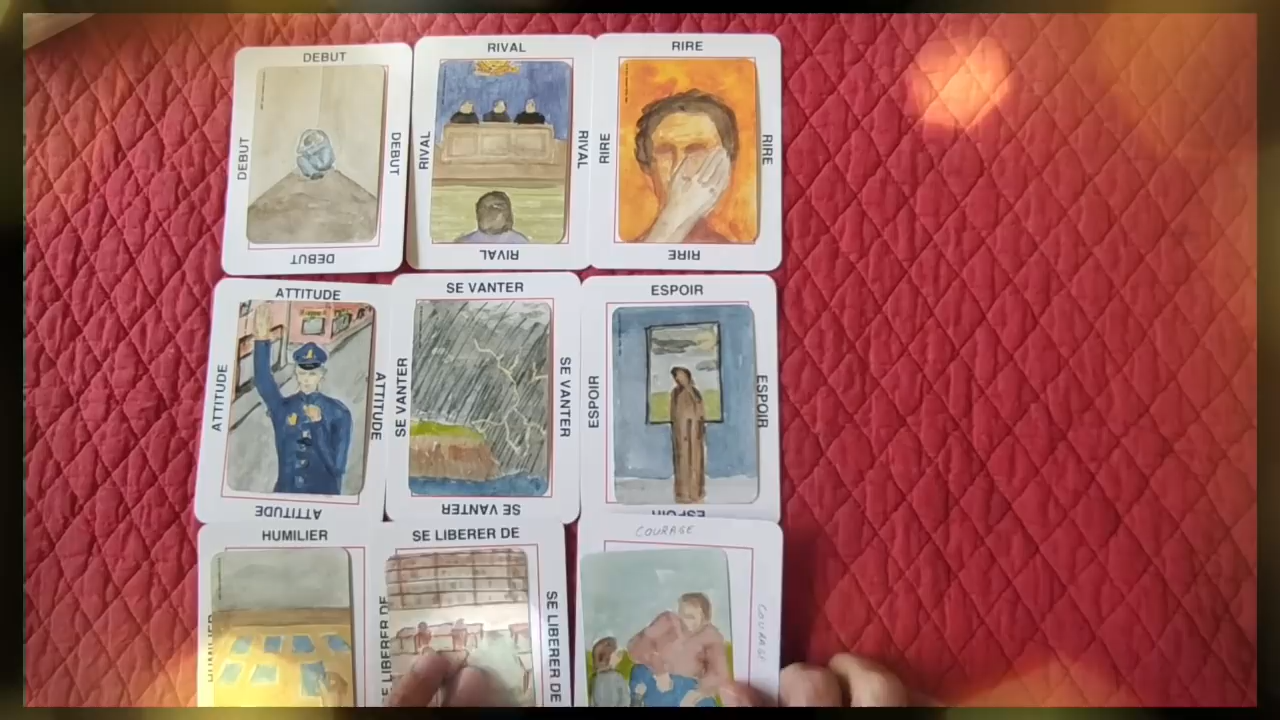 DEBUT
DEBUT
DEBUT
DEBUT
RIVAL
RIVAL
RIVAL
RIVAL
RIRE
RIRE
RIRE
RIRE
ATTITUDE
ATTITUDE
ATTITUDE
ATTITUDE
SE VANTER
SE VANTER
SE VANTER
SE VANTER
ESPOIR
ESPOIR
ESPOIR
ESPOIR
HUMILIER
HUMILIER
SE LIBERER DE
SE LIBERER DE
SE LIBERER DE
COURAGE
COURAGE